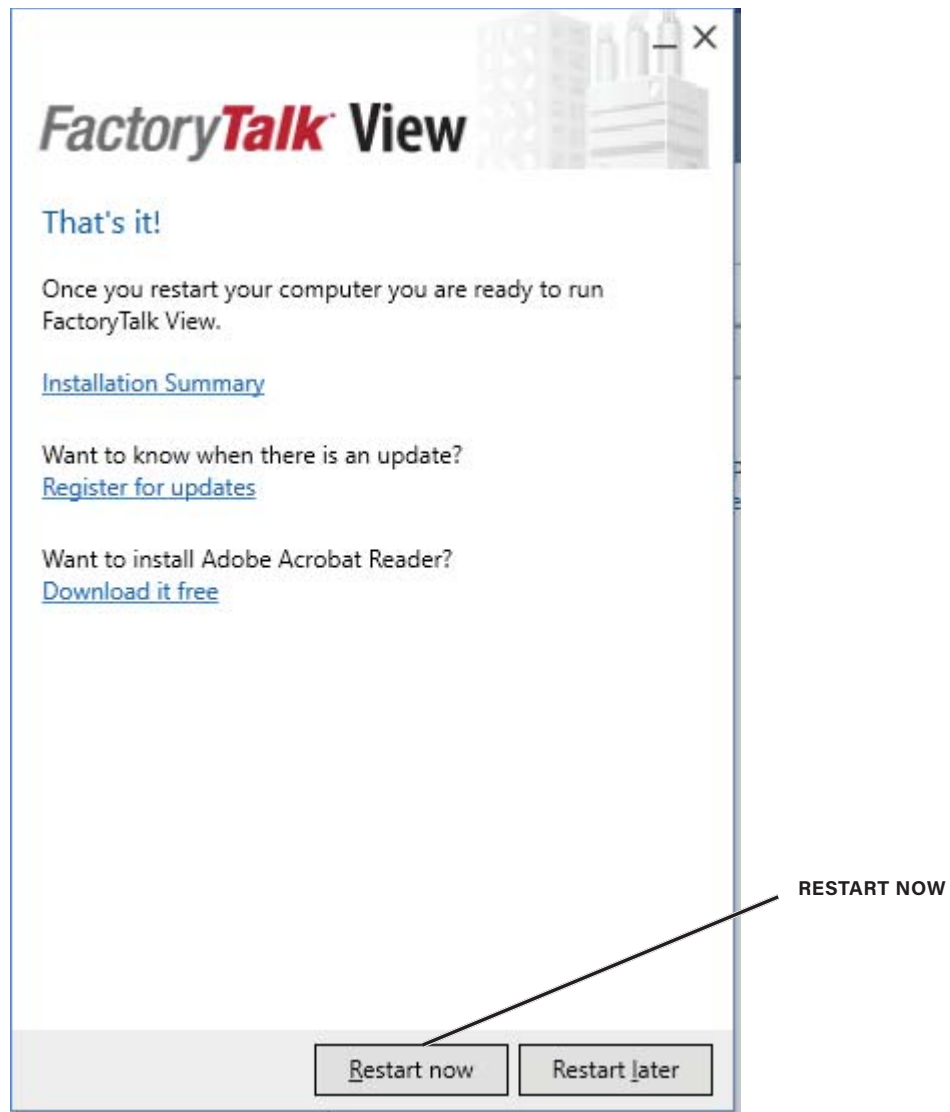 FactoryTalk View
That's it!
Once you restart your computer you are ready to run
FactoryTalk View.
Installation Summary
Want to know when there is an update?
Register for updates
Want to install Adobe Acrobat Reader?
Download it free
RESTART NOW
Restart now
Restart later